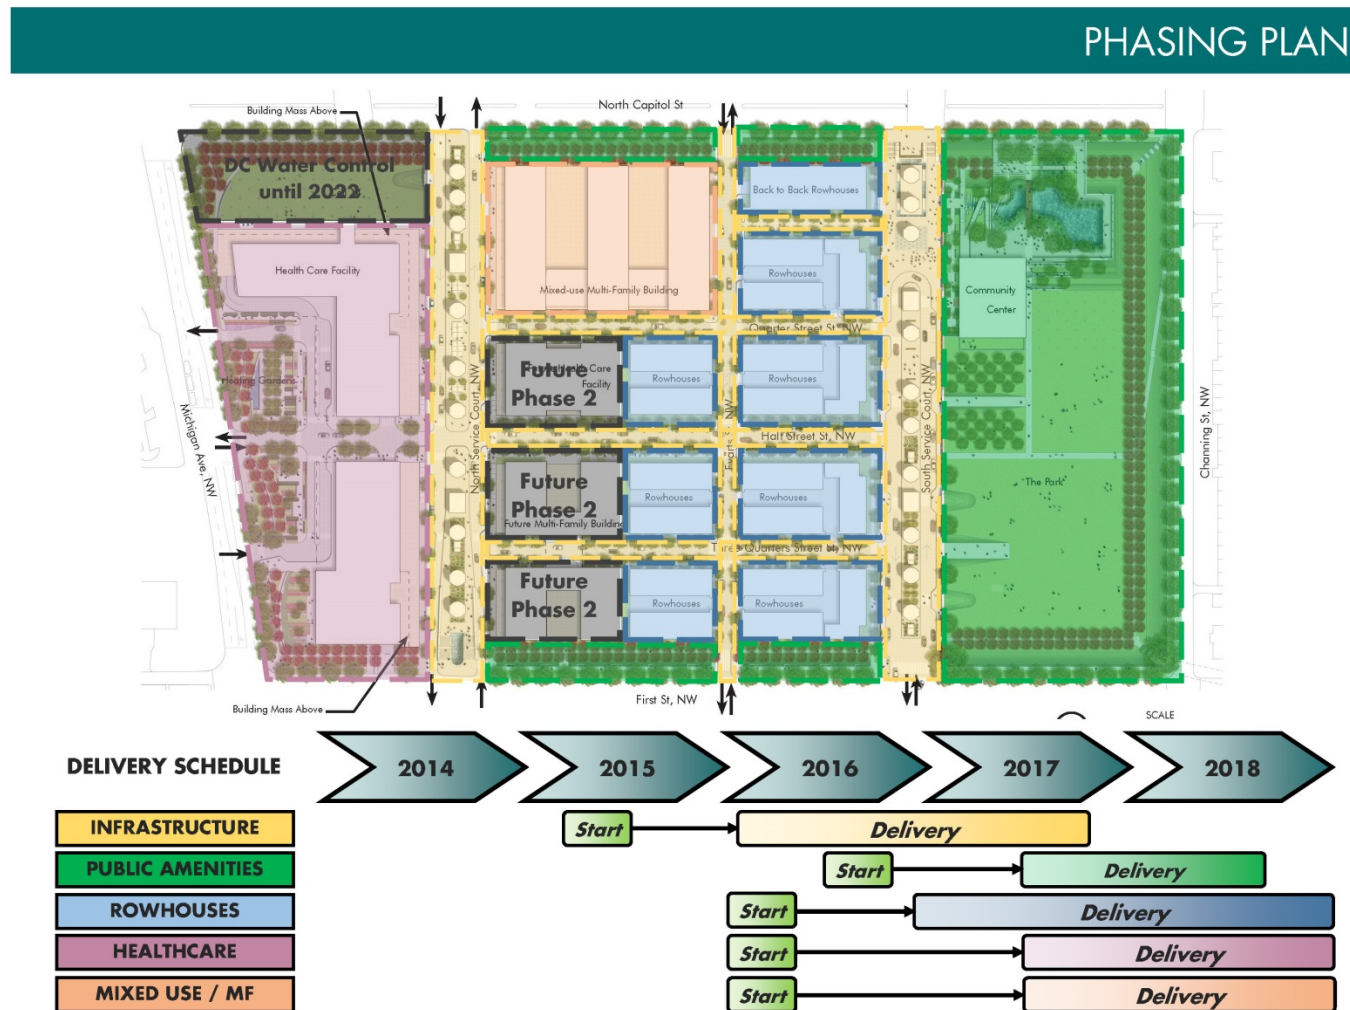 PHASING PLAN
North Capitol St
Building Mass Above
DC Water Control
until 2022
Back to Back Rowhouses
Health Care Facility
Rowhouses
Mixed-use Multi-Family Building
Community
Center
Quarter Street St, NW
Future
Phase 2
Health Care
Facility
Rowhouses
Rowhouses
Healing Gardens
Michigan Ave, NW
North Service Court, NW
South Service Court, NW
Channing St, NW
Half Street St, NW
Future
Phase 2
Future Multi-Family Building
Rowhouses
Rowhouses
The Park
Three Quarters Street St, NW
Future
Phase 2
Rowhouses
Rowhouses
First St, NW
Building Mass Above
SCALE
DELIVERY SCHEDULE
2014
2015
2016
2017
2018
INFRASTRUCTURE
Start
Delivery
PUBLIC AMENITIES
Start
Delivery
ROWHOUSES
Start
Delivery
HEALTHCARE
Start
Delivery
MIXED USE / MF
Start
Delivery